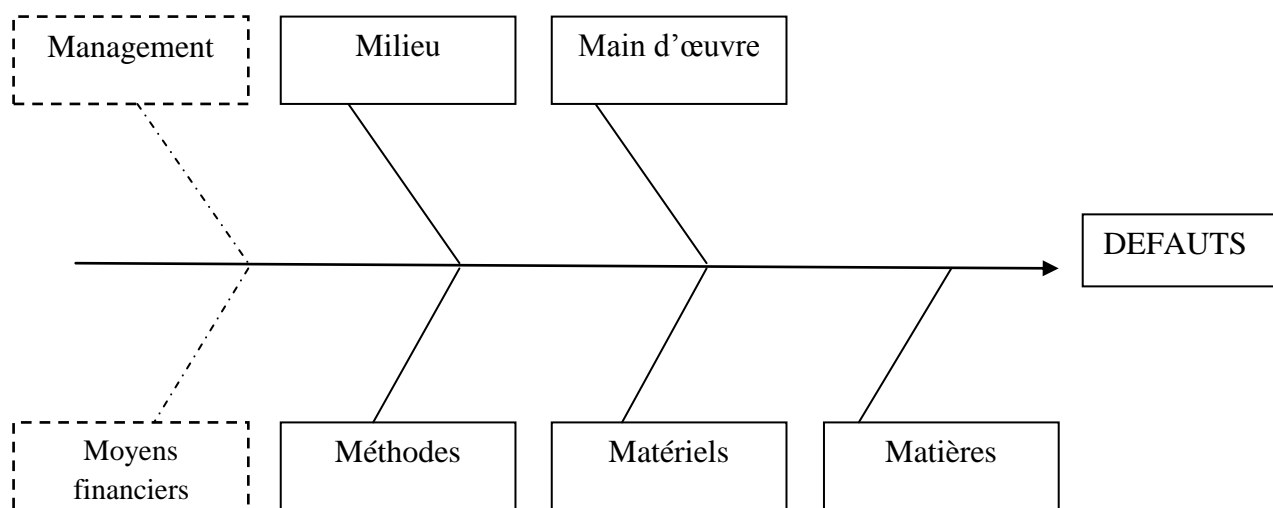 Management
Milieu
Main d'œuvre
DEFAUTS
Moyens
financiers
Méthodes
Matériels
Matières